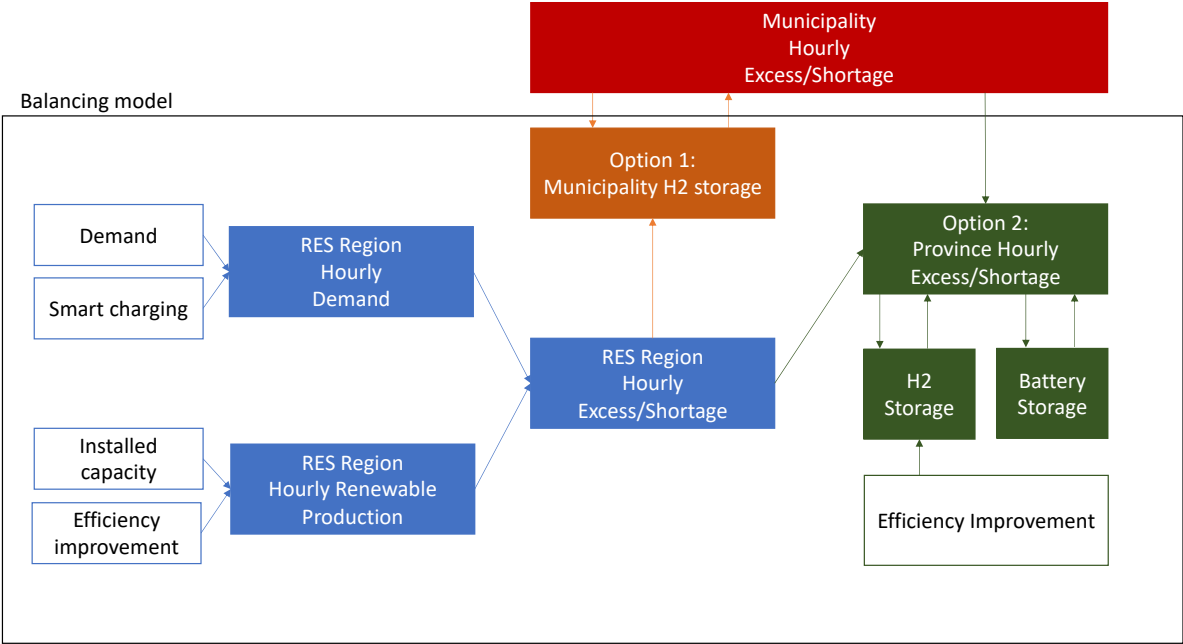 Municipality
Hourly
Excess/Shortage
Balancing model
Option 1:
Municipality H2 storage
Demand
Smart charging
RES Region
Hourly
Demand
Option 2:
Province Hourly
Excess/Shortage
RES Region
Hourly
Excess/Shortage
H2
Storage
Battery
Storage
Installed
capacity
Efficiency
improvement
RES Region
Hourly Renewable
Production
Efficiency Improvement